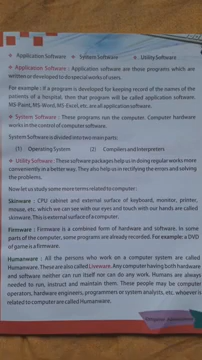 ❖ Application Software ❖ System Software ❖ Utility Software
❖ Application Software : Application software are those programs which are
written or developed to do special works of users.
For example : If a program is developed for keeping record of the names of the
patients of a hospital, then that program will be called application software.
MS-Paint, MS-Word, MS-Excel, etc. are all application software.
❖ System Software : These programs run the computer. Computer hardware
works in the control of computer software.
System Software is divided into two main parts:
(1) Operating System (2) Compilers and Interpreters
❖ Utility Software : These software packages help us in doing regular works more
conveniently in a better way. They also help us in rectifying the errors and solving
the problems.
Now let us study some more terms related to computer :
Skinware : CPU cabinet and external surface of keyboard, monitor, printer,
mouse, etc. which we can see with our eyes and touch with our hands are called
skinware. This is external surface of a computer.
Firmware : Firmware is a combined form of hardware and software. In some
parts of the computer, some programs are already recorded. For example: a DVD
of game is a firmware.
Humanware : All the persons who work on a computer system are called
Humanware. These are also called Liveware. Any computer having both hardware
and software neither can run itself nor can do any work. Humans are always
needed to run, instruct and maintain them. These people may be computer
operators, hardware engineers, programmers or system analysts, etc. whoever is
related to computer are called Humanware.